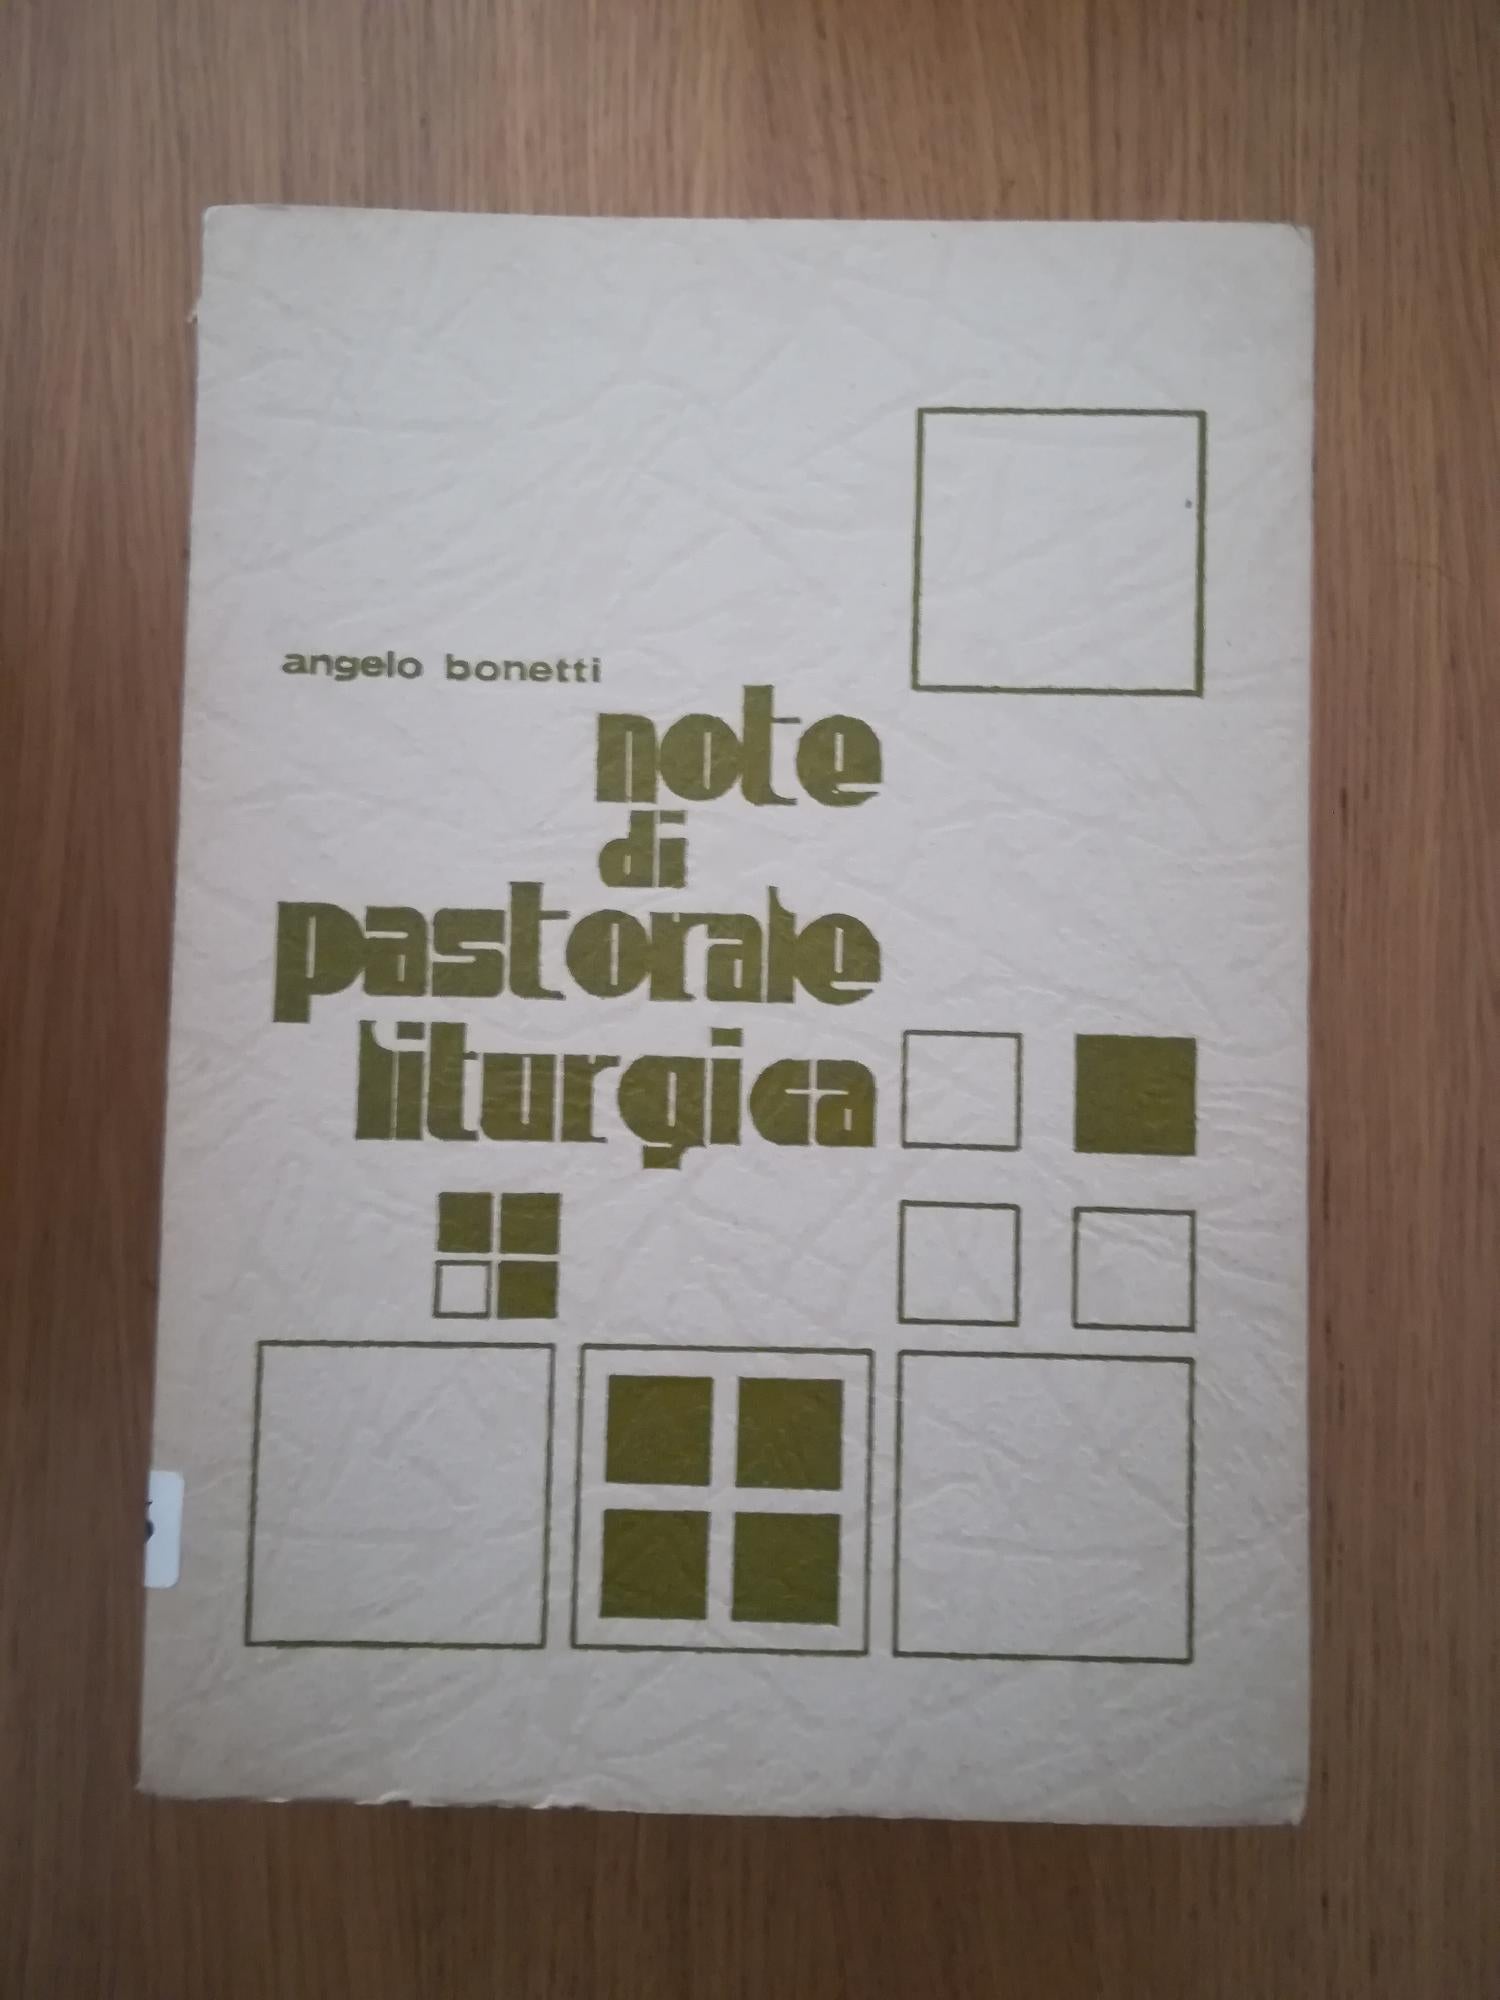 angelo bonetti
note
di
pastorale
liturgica